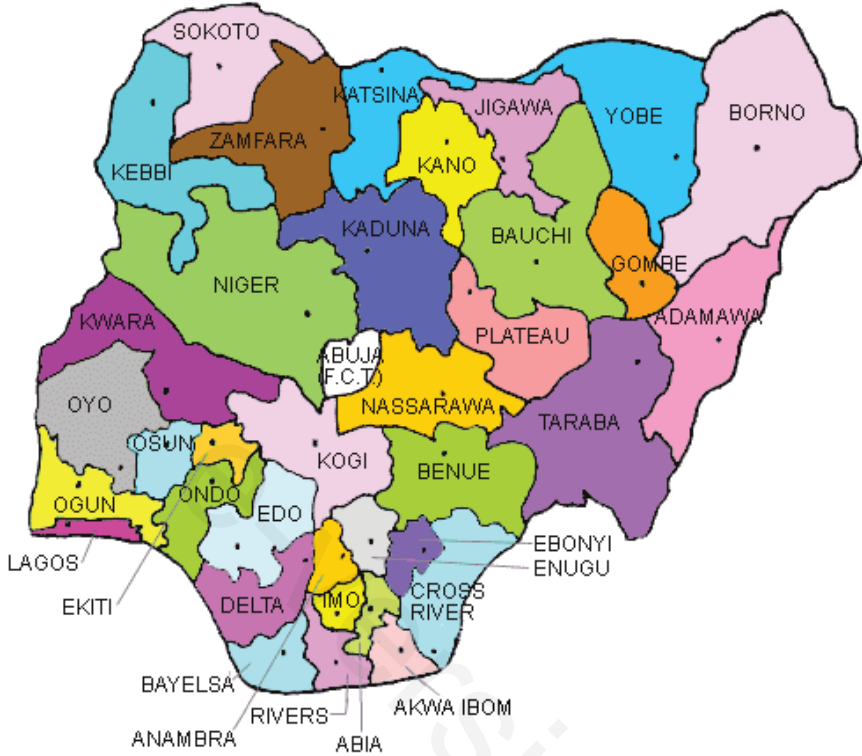 SOKOTO
KATSINA
JIGAWA
YOBE
BORNO
ZAMFARA
KANO
KEBBI
KADUNA
BAUCHI
GOMBE
NIGER
ADAMAWA
KWARA
PLATEAU
ABUJA
(F.C.T.)
NASSARAWA
OYO
TARABA
OSUN
KOGI
BENUE
ONDO
OGUN
EDO
EBONYI
LAGOS
ENUGU
EKITI
DELTA
IMO
CROSS
RIVER
BAYELSA
RIVERS
AKWA IBOM
ANAMBRA
ABIA